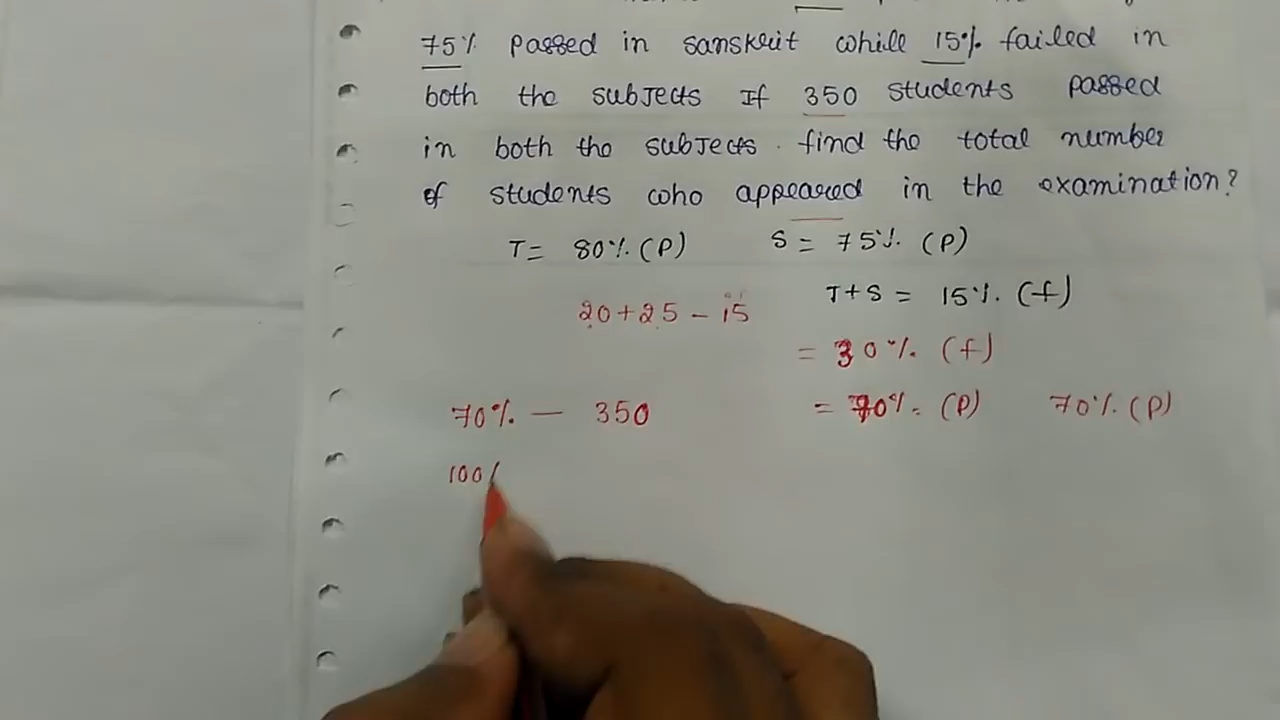 75% passed in sanskrit while 15% failed in
both the subjects If 350 students passed
in both the subjects. find the total number
of students who appeared in the examination?
T = 80% (P) S = 75% (P)
T+S = 15% (f)
20+25-15
= 30% (f)
70% — 350 = 70% (P) 70% (P)
100%